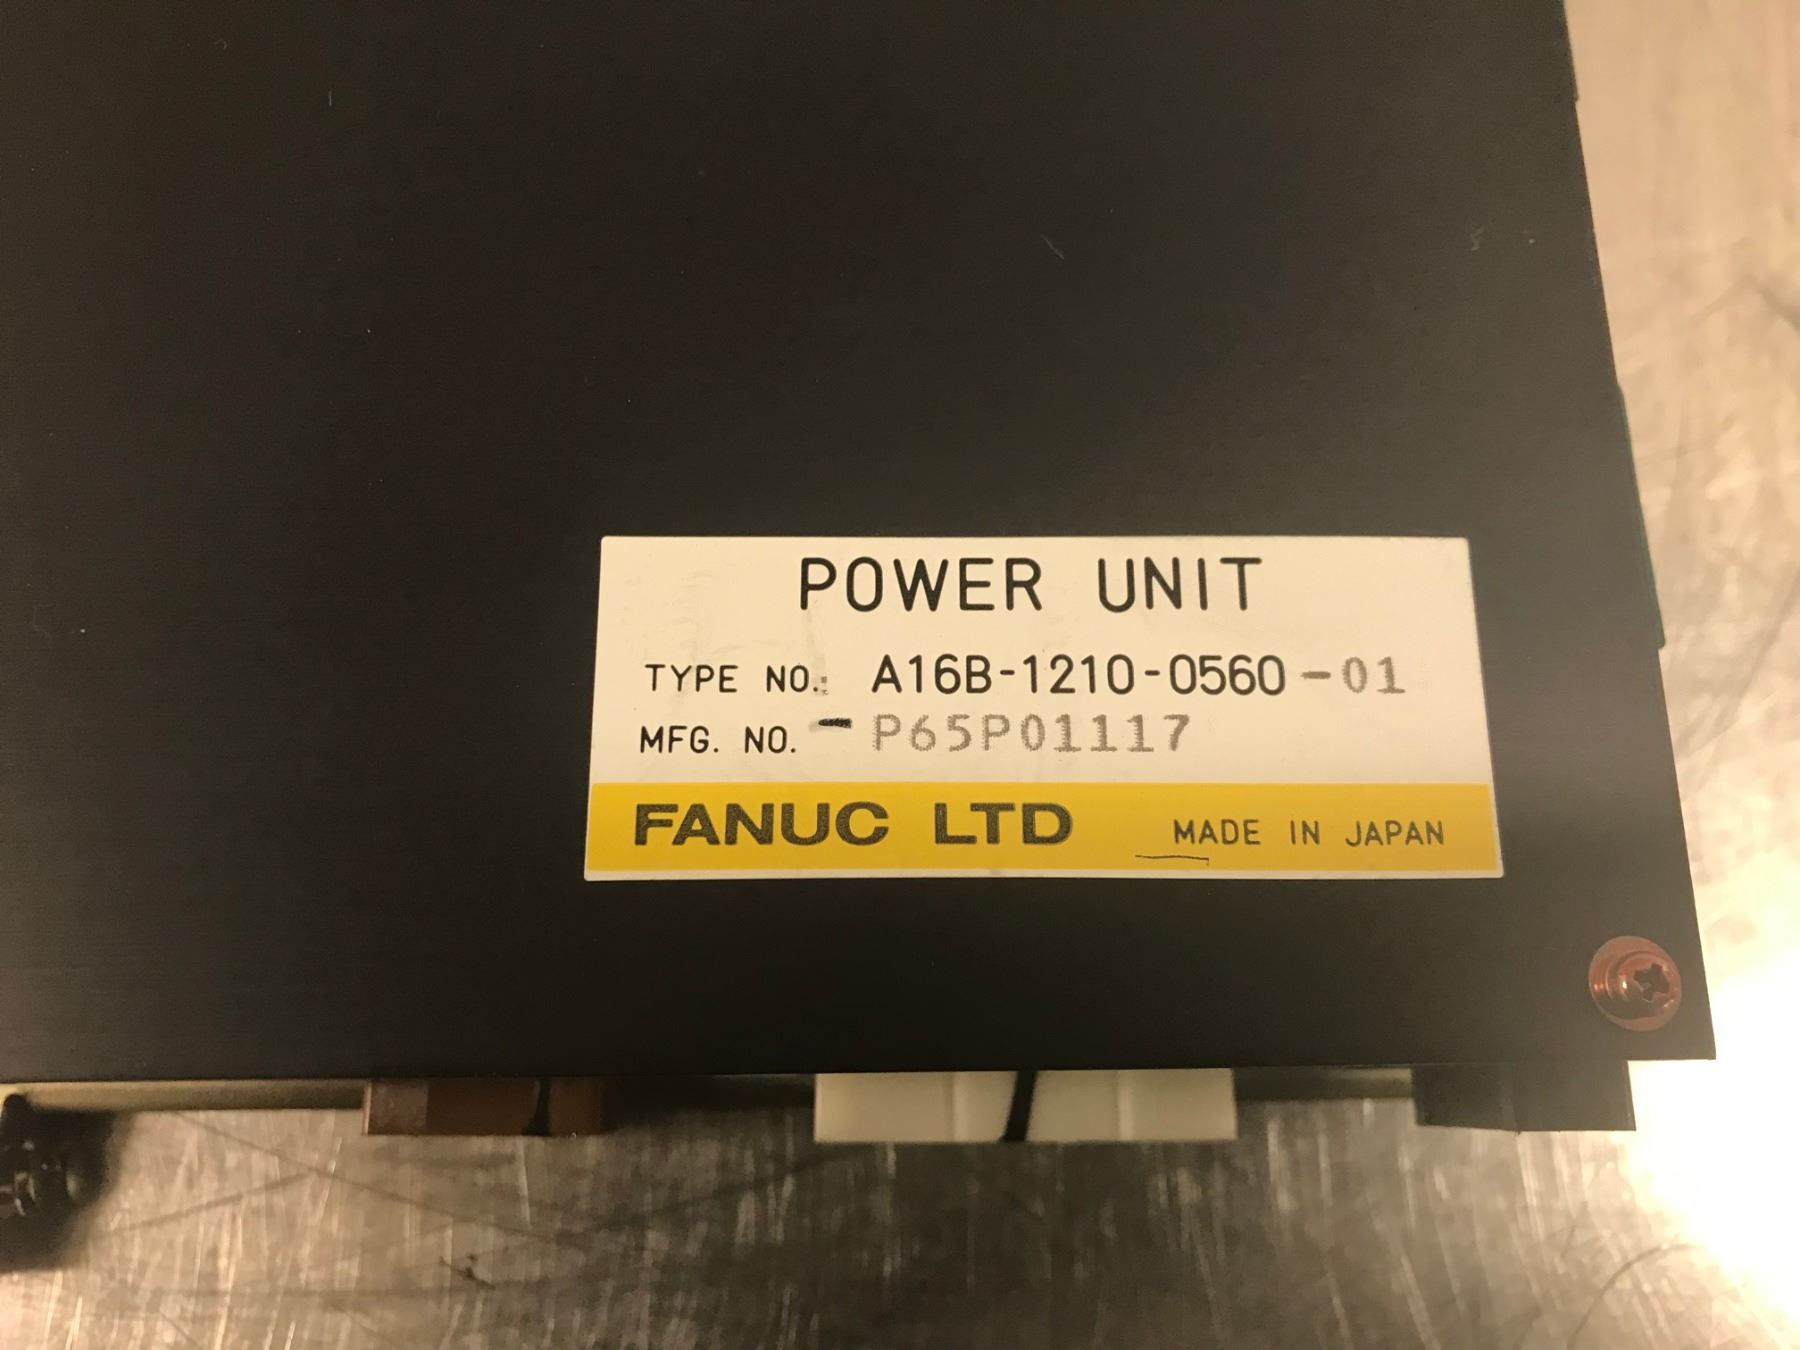 POWER UNIT
TYPE NO.: A16B-1210-0560-01
MFG. NO. - P65P01117
FANUC LTD MADE IN JAPAN